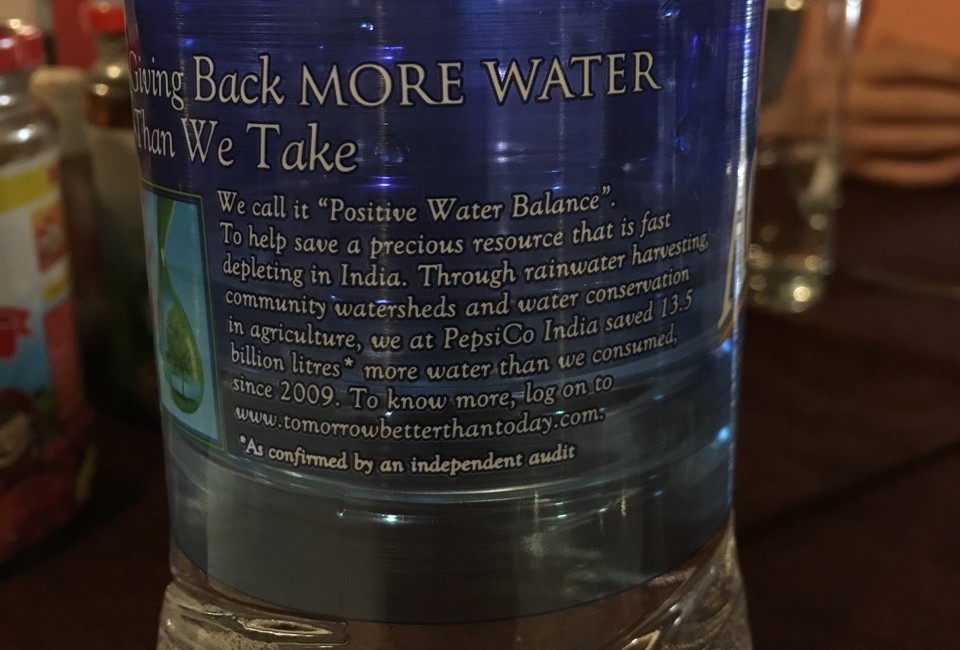 Giving Back MORE WATER
Than We Take
We call it “Positive Water Balance”.
To help save a precious resource that is fast
depleting in India. Through rainwater harvesting,
community watersheds and water conservation
in agriculture, we at PepsiCo India saved 13.5
billion litres* more water than we consumed,
since 2009. To know more, log on to
www.tomorrowbetterthantoday.com.
*As confirmed by an independent audit